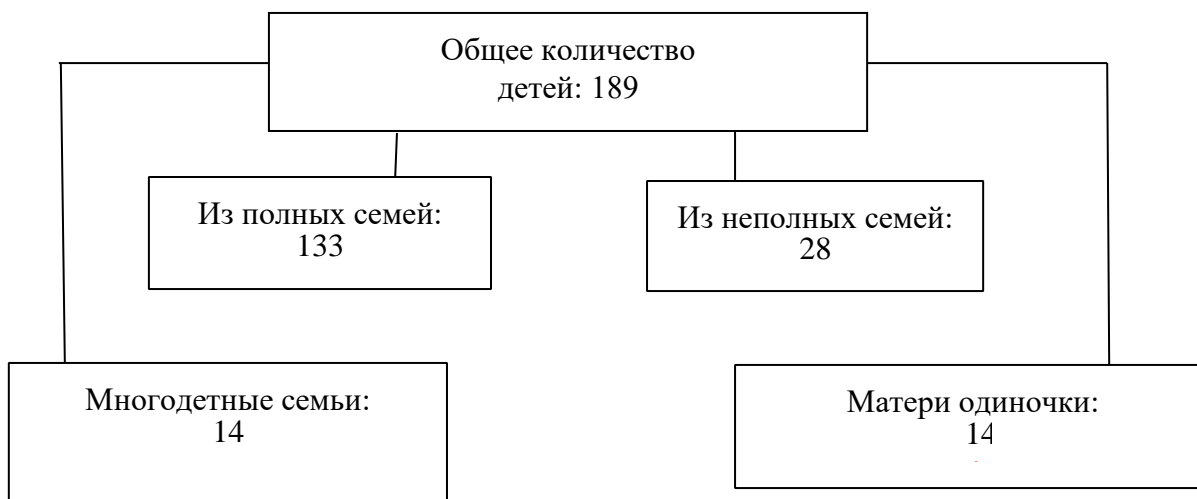 Общее количество
детей: 189
Из полных семей:
133
Из неполных семей:
28
Многодетные семьи:
14
Матери одиночки:
14